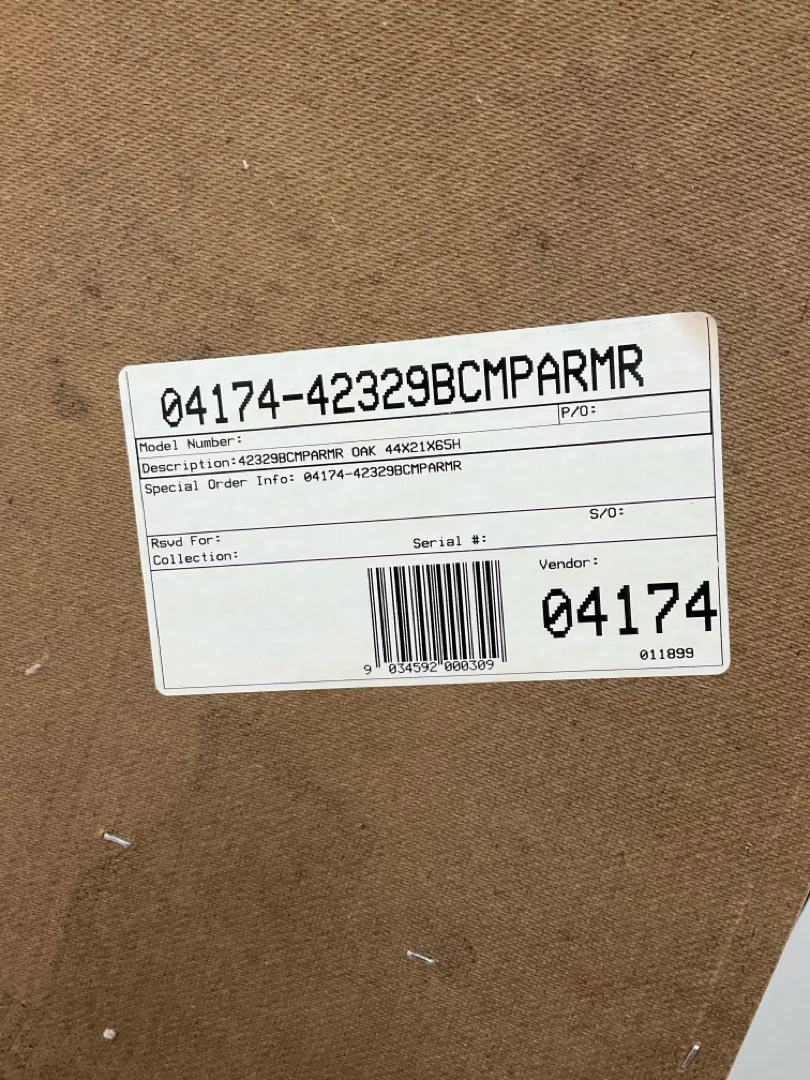 04174-42329BCMPARMR
Model Number: P/O:
Description:42329BCMPARMR OAK 44X21X65H
Special Order Info: 04174-42329BCMPARMR
S/O:
Rsvd For:
Collection: Serial #:
Vendor:
04174
9 034592 000309
011899